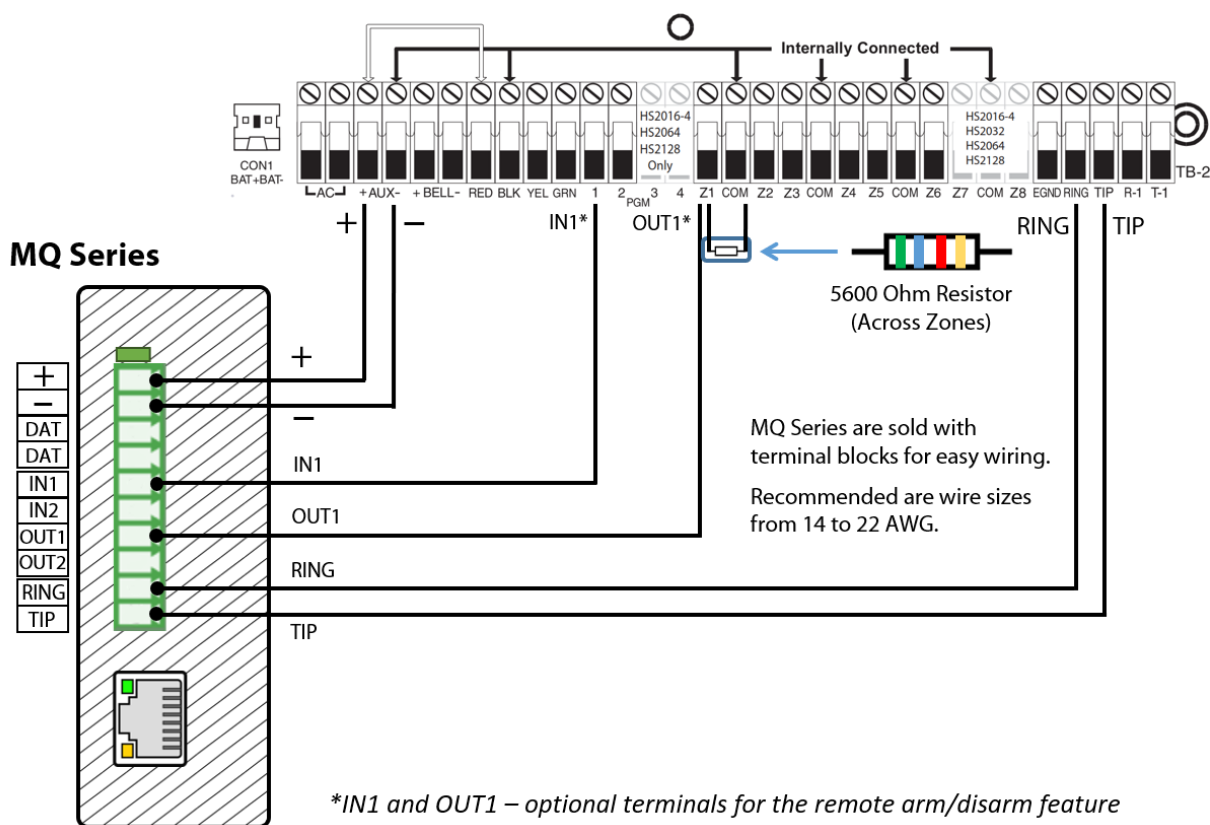 Internally Connected
HS2016-4
HS2064
HS2128
Only
HS2016-4
HS2032
HS2064
HS2128
CON1
BAT+BAT-
AC +AUX- +BELL- RED BLK YEL GRN 1 2 3 4 Z1 COM Z2 Z3 COM Z4 Z5 COM Z6 Z7 COM Z8 EGND RING TIP R-1 T-1
TB-2
PGM
+ − IN1* OUT1* RING TIP
MQ Series
5600 Ohm Resistor
(Across Zones)
+
−
DAT
DAT
IN1
IN2
OUT1
OUT2
RING
TIP
+
−
IN1
OUT1
RING
TIP
MQ Series are sold with
terminal blocks for easy wiring.
Recommended are wire sizes
from 14 to 22 AWG.
*IN1 and OUT1 – optional terminals for the remote arm/disarm feature